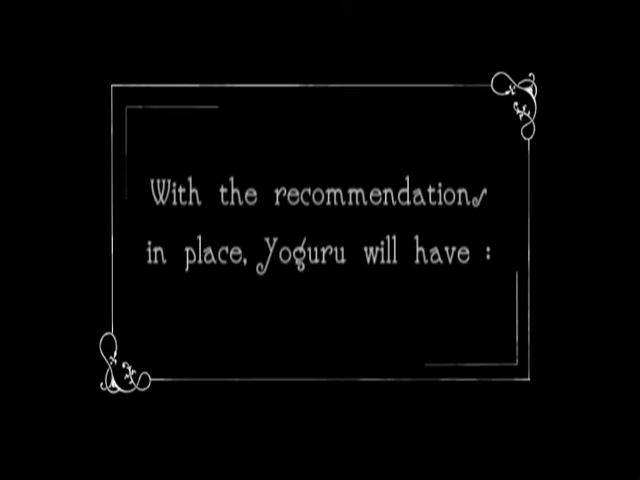 With the recommendations
in place, Yoguru will have :